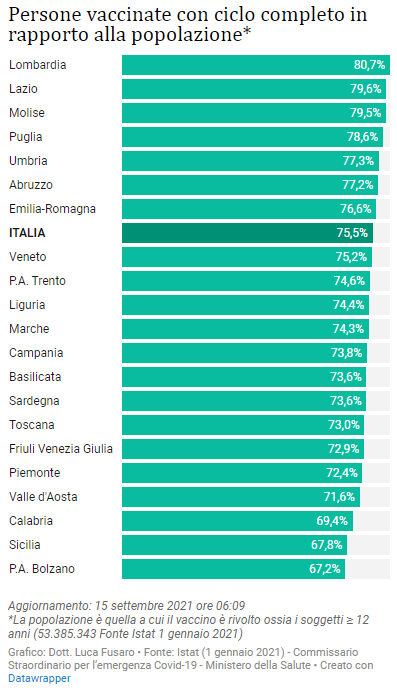 Persone vaccinate con ciclo completo in
rapporto alla popolazione*
Lombardia 80,7%
Lazio 79,6%
Molise 79,5%
Puglia 78,6%
Umbria 77,3%
Abruzzo 77,2%
Emilia-Romagna 76,6%
ITALIA 75,5%
Veneto 75,2%
P.A. Trento 74,6%
Liguria 74,4%
Marche 74,3%
Campania 73,8%
Basilicata 73,6%
Sardegna 73,6%
Toscana 73,0%
Friuli Venezia Giulia 72,9%
Piemonte 72,4%
Valle d'Aosta 71,6%
Calabria 69,4%
Sicilia 67,8%
P.A. Bolzano 67,2%
Aggiornamento: 15 settembre 2021 ore 06:09
*La popolazione è quella a cui il vaccino è rivolto ossia i soggetti ≥ 12
anni (53.385.343 Fonte Istat 1 gennaio 2021)
Grafico: Dott. Luca Fusaro • Fonte: Istat (1 gennaio 2021) - Commissario
Straordinario per l'emergenza Covid-19 - Ministero della Salute • Creato con
Datawrapper